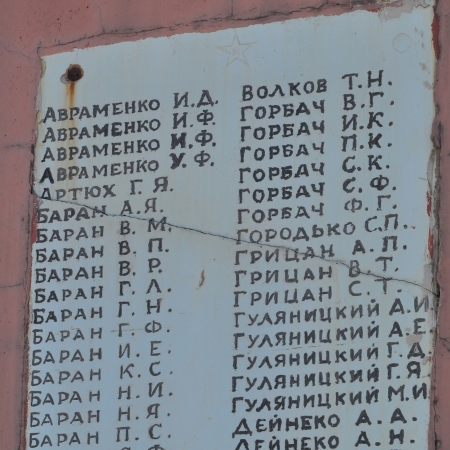 АВРАМЕНКО И.Д.
АВРАМЕНКО И.Ф.
АВРАМЕНКО И.Ф.
АВРАМЕНКО У.Ф.
АРТЮХ Г.Я.
БАРАН А.Я.
БАРАН В.М.
БАРАН В.П.
БАРАН В.Р.
БАРАН Г.Л.
БАРАН Г.Н.
БАРАН Г.Ф.
БАРАН И.Е.
БАРАН К.С.
БАРАН Н.И.
БАРАН Н.Я.
БАРАН П.С.
ВОЛКОВ Т.Н.
ГОРБАЧ В.Г.
ГОРБАЧ И.К.
ГОРБАЧ П.К.
ГОРБАЧ С.К.
ГОРБАЧ С.Ф.
ГОРБАЧ Ф.Г.
ГОРОДЬКО С.П.
ГРИЦАН А.П.
ГРИЦАН В.Т.
ГРИЦАН С.Т.
ГУЛЯНИЦКИЙ Д.И
ГУЛЯНИЦКИЙ А.Е
ГУЛЯНИЦКИЙ Г.Д
ГУЛЯНИЦКИЙ Г.Я
ГУЛЯНИЦКИЙ М.И
ДЕЙНЕКО А.А.
ДЕЙНЕКО А.Н.